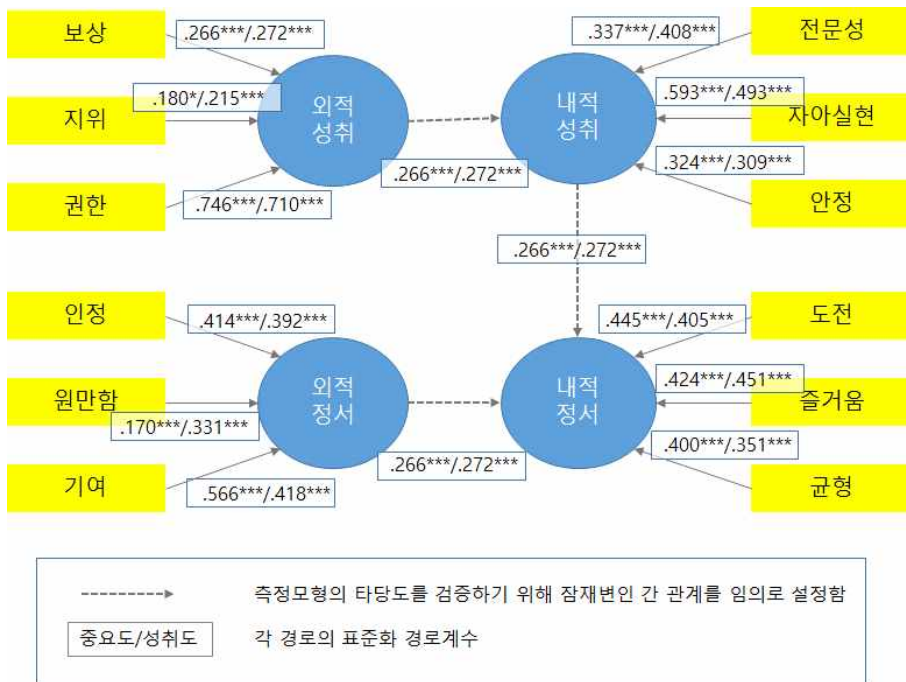 보상
.266***/.272***
.337***/.408***
전문성
지위
.180*/.215***
외적
성취
내적
성취
.593***/.493***
자아실현
권한
.746***/.710***
.266***/.272***
.324***/.309***
안정
.266***/.272***
인정
.414***/.392***
.445***/.405***
도전
원만함
.170***/.331***
외적
정서
내적
정서
.424***/.451***
즐거움
기여
.566***/.418***
.266***/.272***
.400***/.351***
균형
측정모형의 타당도를 검증하기 위해 잠재변인 간 관계를 임의로 설정함
중요도/성취도
각 경로의 표준화 경로계수